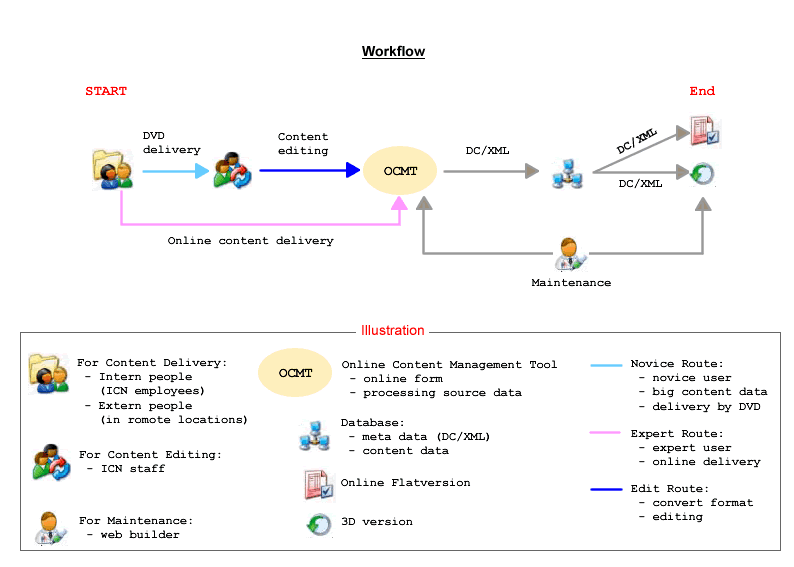 Workflow
START
End
DVD
delivery
Content
editing
OCMT
DC/XML
DC/XML
DC/XML
Online content delivery
Maintenance
Illustration
For Content Delivery:
- Intern people
(ICN employees)
- Extern people
(in romote locations)
For Content Editing:
- ICN staff
For Maintenance:
- web builder
OCMT
Online Content Management Tool
- online form
- processing source data
Database:
- meta data (DC/XML)
- content data
Online Flatversion
3D version
Novice Route:
- novice user
- big content data
- delivery by DVD
Expert Route:
- expert user
- online delivery
Edit Route:
- convert format
- editing